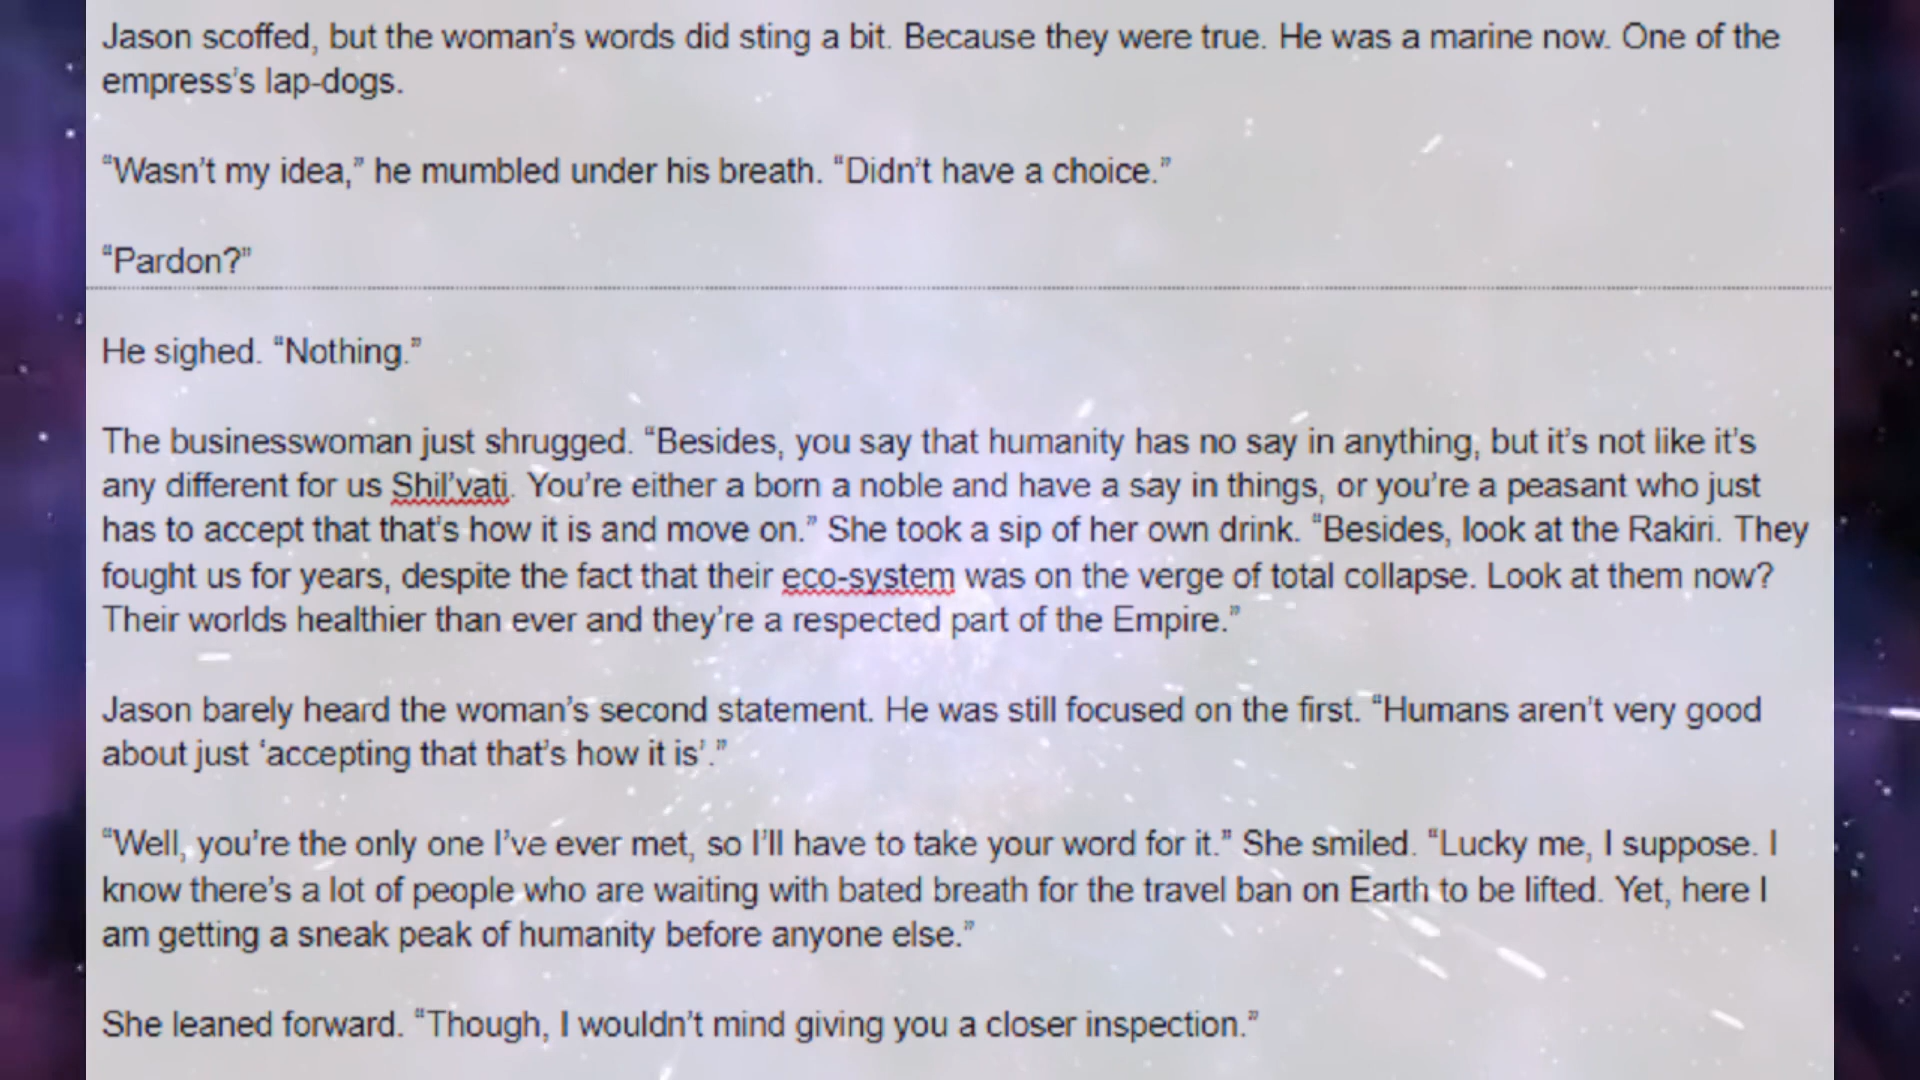 Jason scoffed, but the woman’s words did sting a bit. Because they were true. He was a marine now. One of the
empress’s lap-dogs.
“Wasn’t my idea,” he mumbled under his breath. “Didn’t have a choice.”
“Pardon?”
He sighed. “Nothing.”
The businesswoman just shrugged. “Besides, you say that humanity has no say in anything, but it’s not like it’s
any different for us Shil’vati. You’re either a born a noble and have a say in things, or you’re a peasant who just
has to accept that that’s how it is and move on.” She took a sip of her own drink. “Besides, look at the Rakiri. They
fought us for years, despite the fact that their eco-system was on the verge of total collapse. Look at them now?
Their worlds healthier than ever and they’re a respected part of the Empire.”
Jason barely heard the woman’s second statement. He was still focused on the first. “Humans aren’t very good
about just ‘accepting that that’s how it is’.”
“Well, you’re the only one I’ve ever met, so I’ll have to take your word for it.” She smiled. “Lucky me, I suppose. I
know there’s a lot of people who are waiting with bated breath for the travel ban on Earth to be lifted. Yet, here I
am getting a sneak peak of humanity before anyone else.”
She leaned forward. “Though, I wouldn’t mind giving you a closer inspection.”